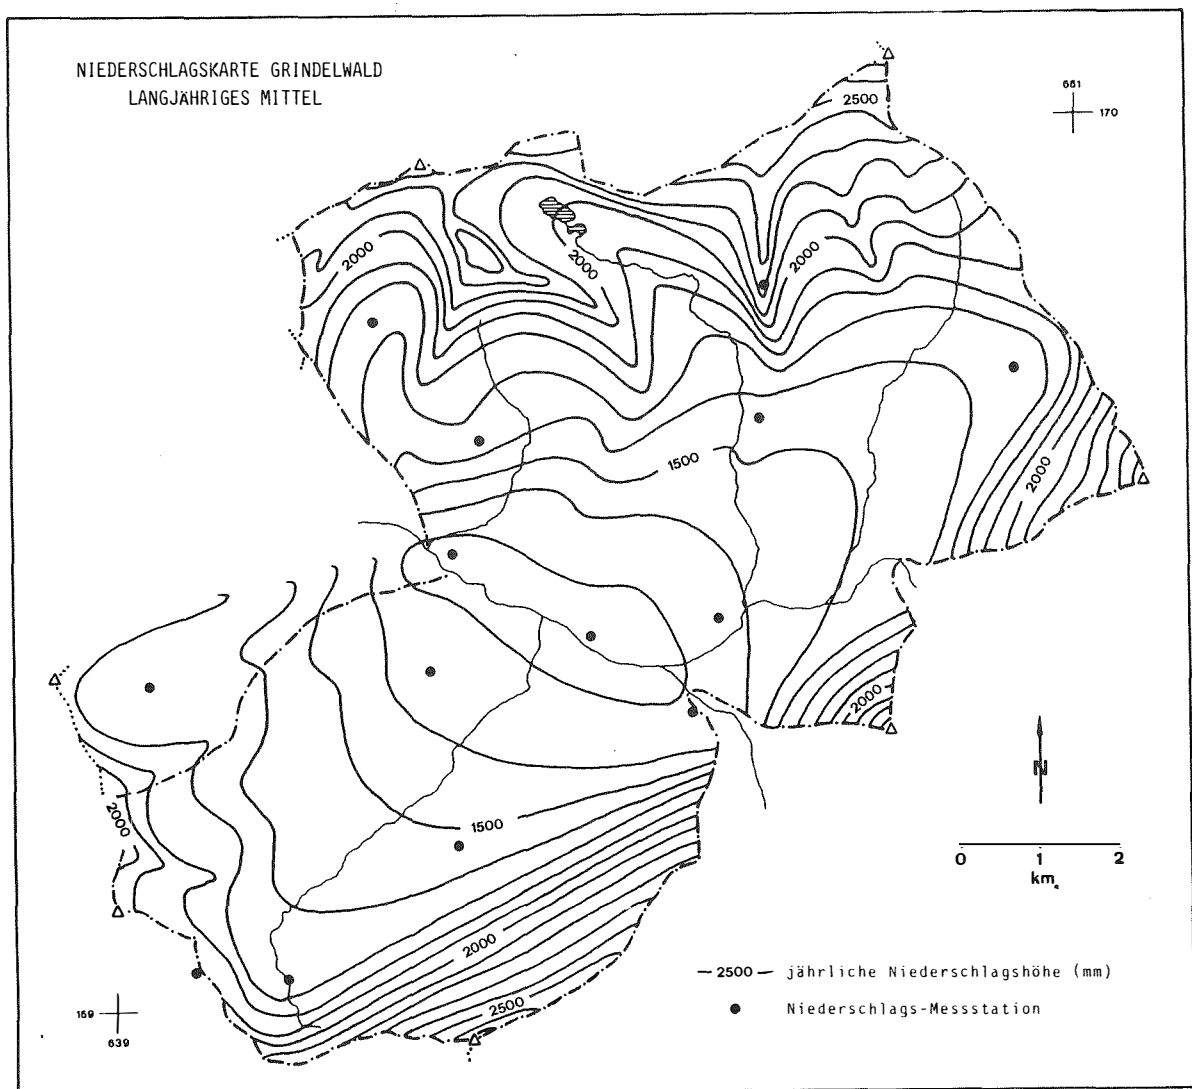 NIEDERSCHLAGSKARTE GRINDELWALD
LANGJÄHRIGES MITTEL
661
170
2500
2000
2000
2000
2000
1500
2000
2000
1500
2000
2500
N
0 1 2
km
2500 jährliche Niederschlagshöhe (mm)
Niederschlags-Messstation
169
639